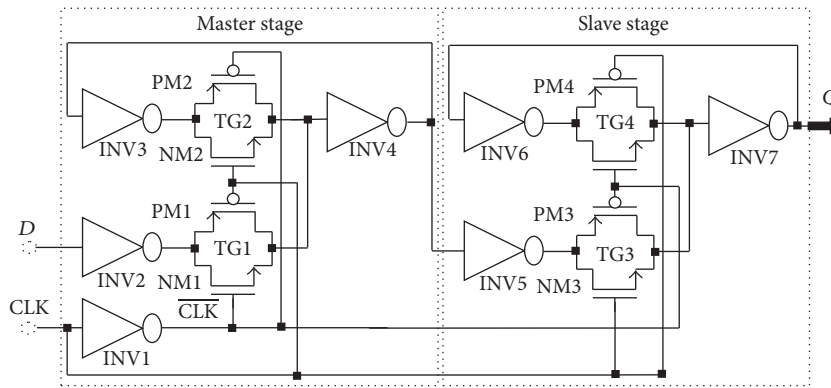 Master stage
Slave stage
PM2
TG2
INV3
NM2
INV4
PM4
TG4
INV6
INV7
Q
D
PM1
TG1
INV2
NM1
PM3
TG3
INV5
NM3
CLK
CLK
INV1